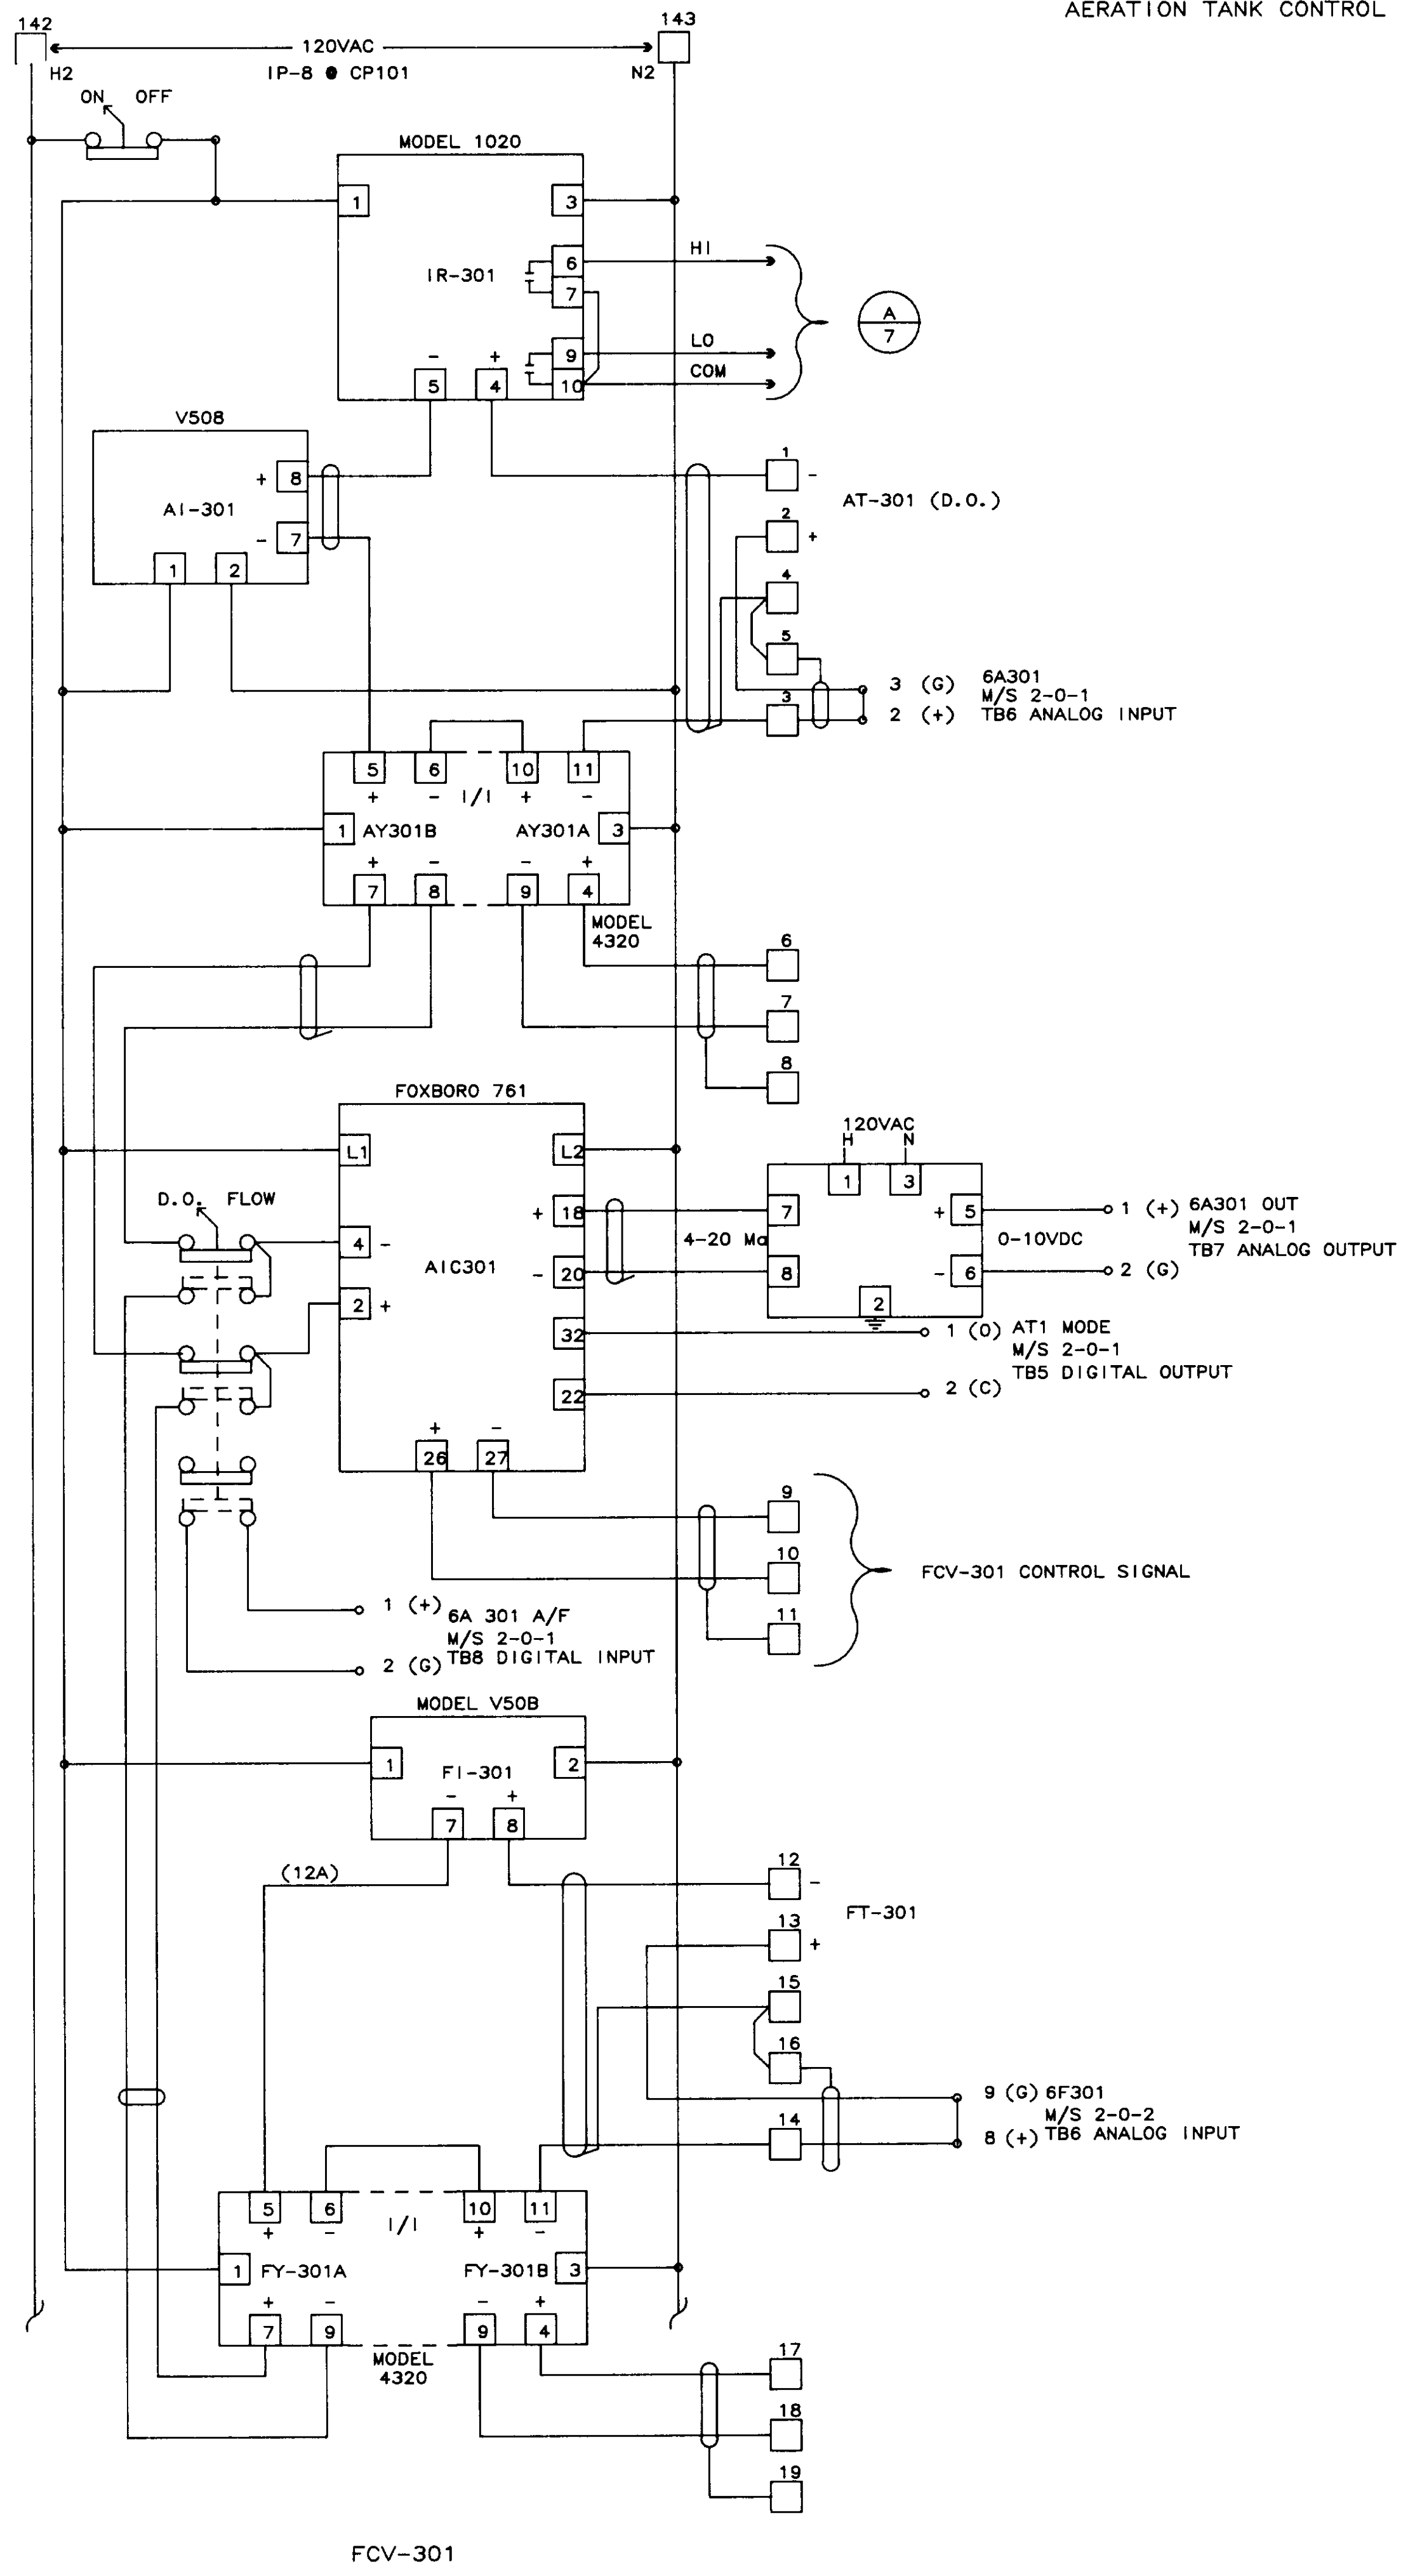 AERATION TANK CONTROL
142
143
120VAC
H2
IP-8 @ CP101
N2
ON OFF
MODEL 1020
1
3
HI
6
IR-301
7
A
7
LO
9
COM
- +
5 4 10
V508
1
+ 8
-
AI-301
AT-301 (D.O.)
2
- 7
+
1 2
4
5
3 (G) 6A301
M/S 2-0-1
3
2 (+) TB6 ANALOG INPUT
5 6 10 11
+ - I/I + -
1 AY301B AY301A 3
+ - - +
7 8 9 4
MODEL
4320
6
7
8
FOXBORO 761
120VAC
H N
L1 L2
1 3
D.O. FLOW
+ 18
7
+ 5
1 (+) 6A301 OUT
M/S 2-0-1
4 -
4-20 Ma
0-10VDC
TB7 ANALOG OUTPUT
AIC301
- 20
8
- 6
2 (G)
2 +
2
32
1 (O) AT1 MODE
M/S 2-0-1
TB5 DIGITAL OUTPUT
22
2 (C)
+ -
26 27
9
10
FCV-301 CONTROL SIGNAL
11
1 (+) 6A 301 A/F
M/S 2-0-1
2 (G) TB8 DIGITAL INPUT
MODEL V50B
1 2
FI-301
- +
7 8
(12A)
12
-
FT-301
13
+
15
16
9 (G) 6F301
M/S 2-0-2
14
8 (+) TB6 ANALOG INPUT
5 6 10 11
+ - I/I + -
1 FY-301A FY-301B 3
+ - - +
7 9 9 4
MODEL
4320
17
18
19
FCV-301